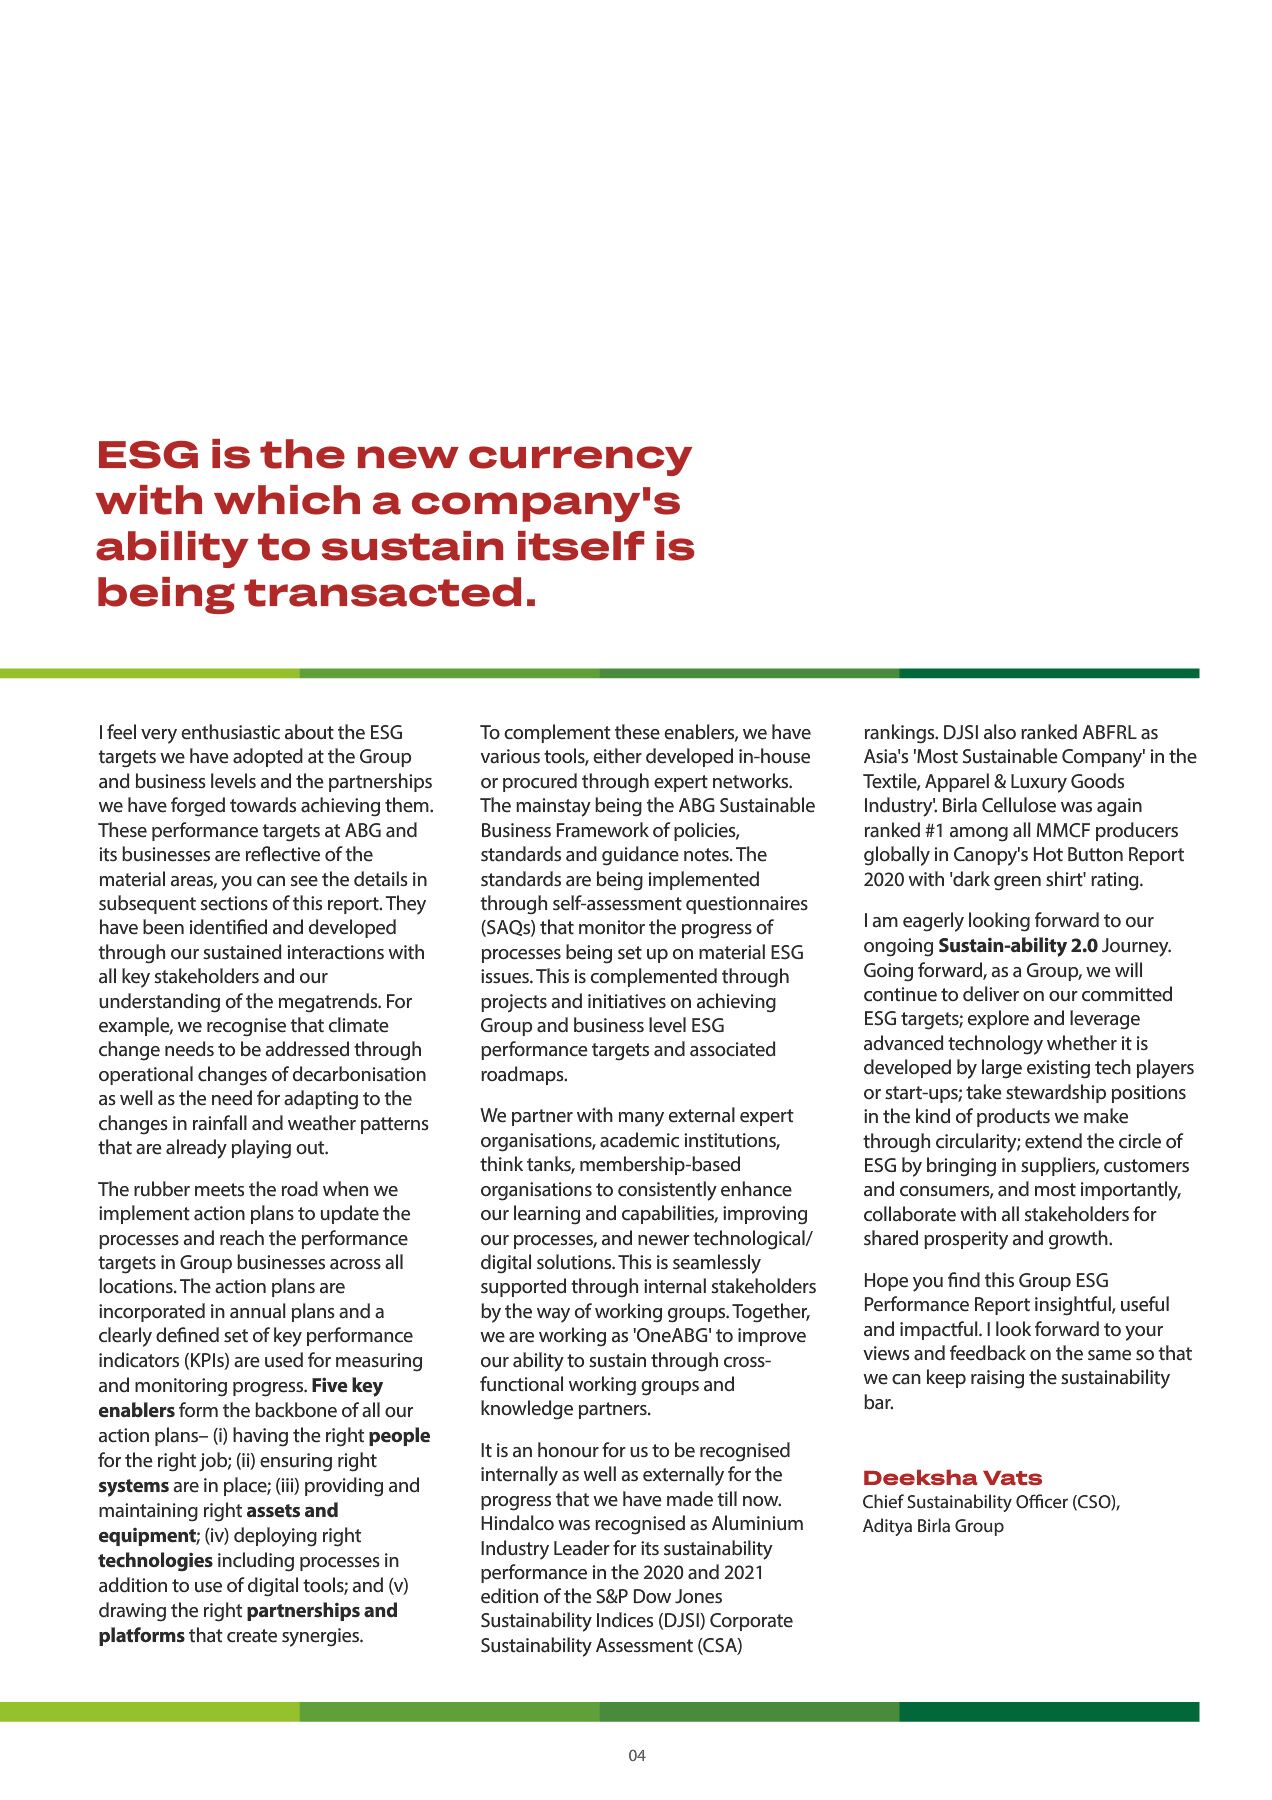 ESG is the new currency
with which a company's
ability to sustain itself is
being transacted.
I feel very enthusiastic about the ESG
targets we have adopted at the Group
and business levels and the partnerships
we have forged towards achieving them.
These performance targets at ABG and
its businesses are reflective of the
material areas, you can see the details in
subsequent sections of this report. They
have been identified and developed
through our sustained interactions with
all key stakeholders and our
understanding of the megatrends. For
example, we recognise that climate
change needs to be addressed through
operational changes of decarbonisation
as well as the need for adapting to the
changes in rainfall and weather patterns
that are already playing out.
The rubber meets the road when we
implement action plans to update the
processes and reach the performance
targets in Group businesses across all
locations. The action plans are
incorporated in annual plans and a
clearly defined set of key performance
indicators (KPIs) are used for measuring
and monitoring progress. Five key
enablers form the backbone of all our
action plans– (i) having the right people
for the right job; (ii) ensuring right
systems are in place; (iii) providing and
maintaining right assets and
equipment; (iv) deploying right
technologies including processes in
addition to use of digital tools; and (v)
drawing the right partnerships and
platforms that create synergies.
To complement these enablers, we have
various tools, either developed in-house
or procured through expert networks.
The mainstay being the ABG Sustainable
Business Framework of policies,
standards and guidance notes. The
standards are being implemented
through self-assessment questionnaires
(SAQs) that monitor the progress of
processes being set up on material ESG
issues. This is complemented through
projects and initiatives on achieving
Group and business level ESG
performance targets and associated
roadmaps.
We partner with many external expert
organisations, academic institutions,
think tanks, membership-based
organisations to consistently enhance
our learning and capabilities, improving
our processes, and newer technological/
digital solutions. This is seamlessly
supported through internal stakeholders
by the way of working groups. Together,
we are working as 'OneABG' to improve
our ability to sustain through cross-
functional working groups and
knowledge partners.
It is an honour for us to be recognised
internally as well as externally for the
progress that we have made till now.
Hindalco was recognised as Aluminium
Industry Leader for its sustainability
performance in the 2020 and 2021
edition of the S&P Dow Jones
Sustainability Indices (DJSI) Corporate
Sustainability Assessment (CSA)
rankings. DJSI also ranked ABFRL as
Asia's 'Most Sustainable Company' in the
Textile, Apparel & Luxury Goods
Industry'. Birla Cellulose was again
ranked #1 among all MMCF producers
globally in Canopy's Hot Button Report
2020 with 'dark green shirt' rating.
I am eagerly looking forward to our
ongoing Sustain-ability 2.0 Journey.
Going forward, as a Group, we will
continue to deliver on our committed
ESG targets; explore and leverage
advanced technology whether it is
developed by large existing tech players
or start-ups; take stewardship positions
in the kind of products we make
through circularity; extend the circle of
ESG by bringing in suppliers, customers
and consumers, and most importantly,
collaborate with all stakeholders for
shared prosperity and growth.
Hope you find this Group ESG
Performance Report insightful, useful
and impactful. I look forward to your
views and feedback on the same so that
we can keep raising the sustainability
bar.
Deeksha Vats
Chief Sustainability Officer (CSO),
Aditya Birla Group
04